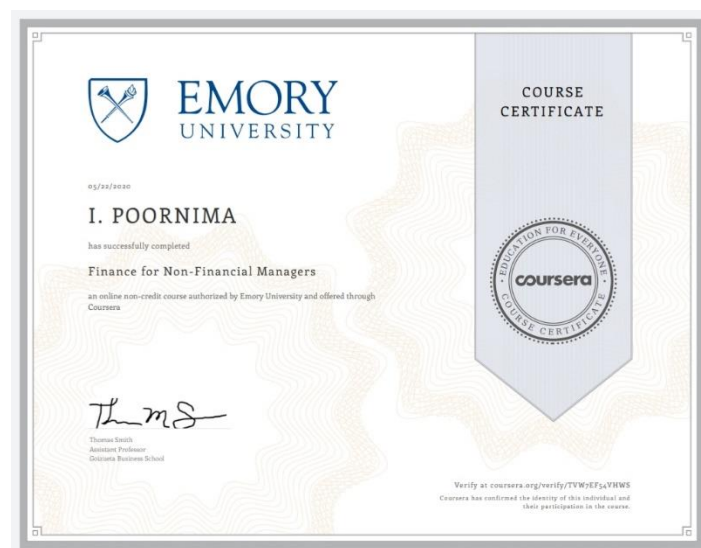 EMORY
UNIVERSITY
COURSE
CERTIFICATE
05/22/2020
I. POORNIMA
has successfully completed
Finance for Non-Financial Managers
an online non-credit course authorized by Emory University and offered through
Coursera
EDUCATION FOR EVERYONE
coursera
COURSE CERTIFICATE
Thomas Smith
Assistant Professor
Goizueta Business School
Verify at coursera.org/verify/TVW7EF54VHWS
Coursera has confirmed the identity of this individual and
their participation in the course.